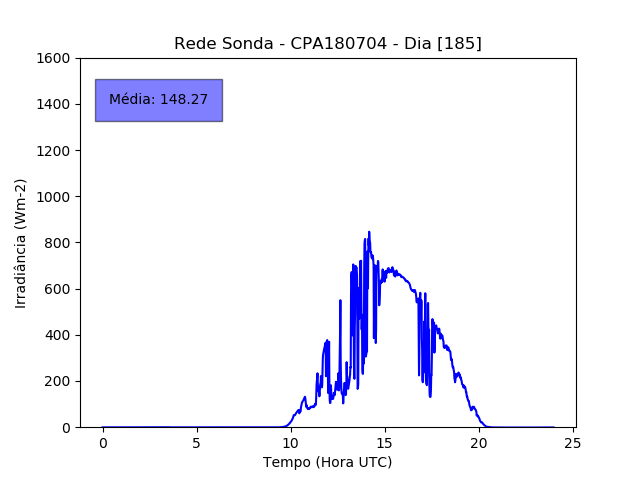 Rede Sonda - CPA180704 - Dia [185]
1600
1400
1200
1000
800
600
400
200
0
Média: 148.27
Irradiância (Wm-2)
0 5 10 15 20 25
Tempo (Hora UTC)